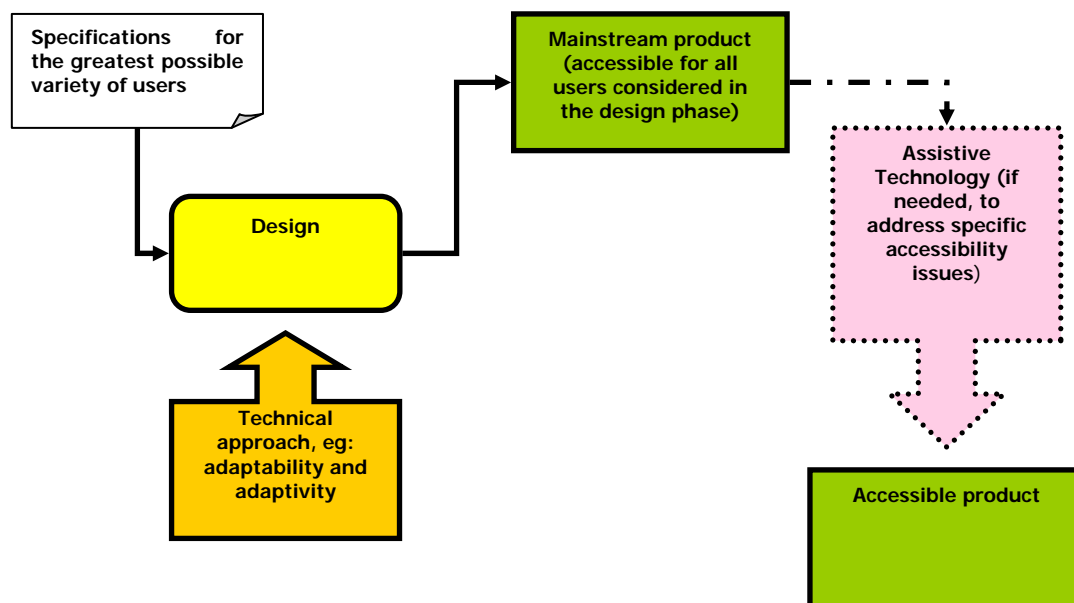 Specifications for
the greatest possible
variety of users
Mainstream product
(accessible for all
users considered in
the design phase)
Assistive
Technology (if
needed, to
address specific
accessibility
issues)
Design
Technical
approach, eg:
adaptability and
adaptivity
Accessible product